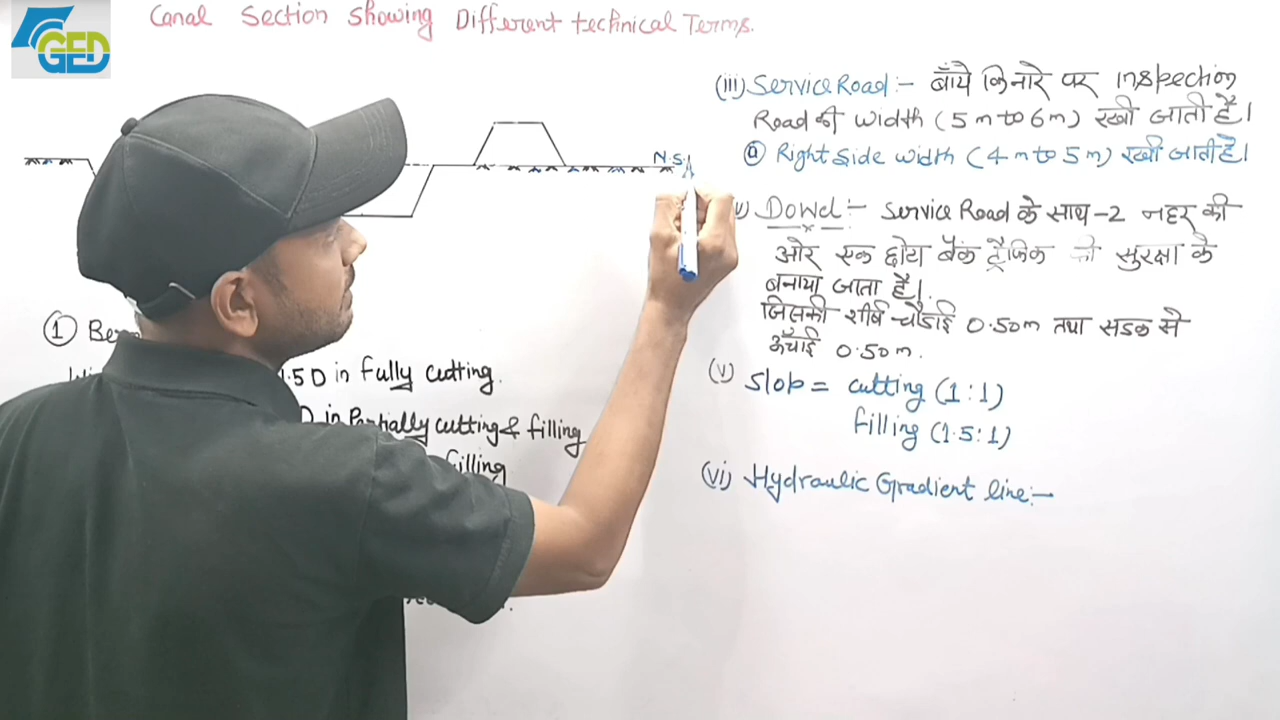 Canal Section Showing Different technical Terms.
GED
(iii) Service Road :- बाँये किनारे पर Inspection
Road की width (5m to 6m) रखी जाती है।
ⓐ Right Side width (4m to 5m) रखी जाती है।
N.S.
Dowel :- Service Road के साथ-2 नहर की
ओर एक छोटा बैंक ट्रैफिक की सुरक्षा के
बनाया जाता है।
जिसकी शीर्ष चौडाई 0.50m तथा सडक से
ऊँचाई 0.50m.
(v) Slop = cutting (1:1)
filling (1.5:1)
(vi) Hydraulic Gradient line:-
① Be
.5 D in fully cutting.
D in Partially cutting & filling
filling